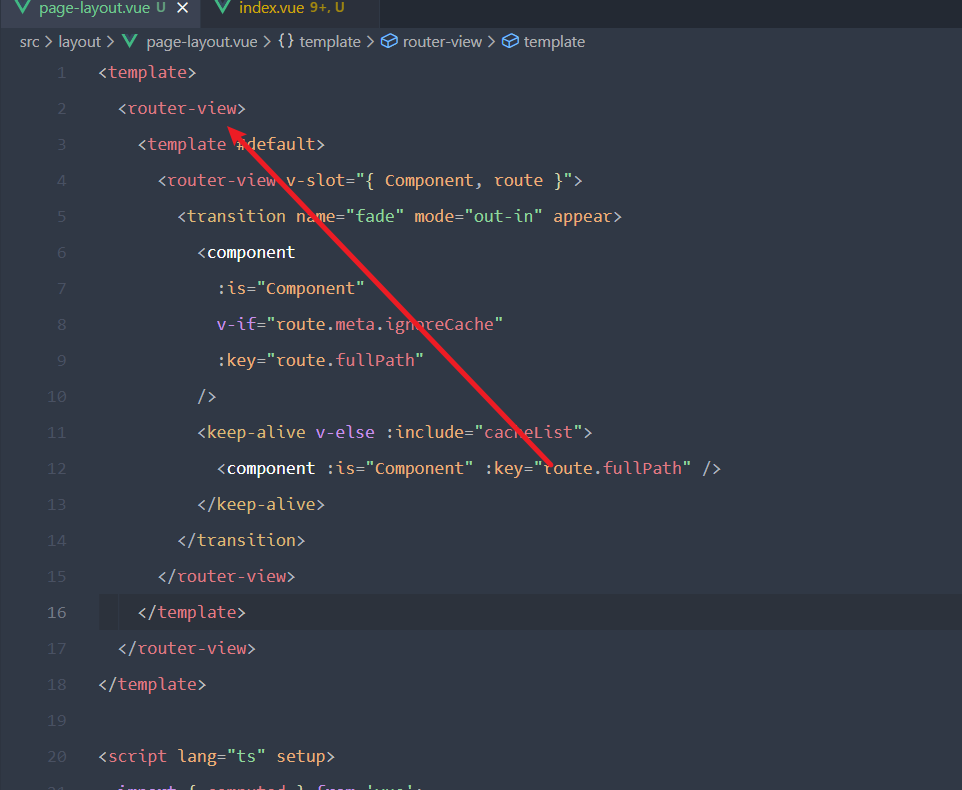 page-layout.vue U index.vue 9+, U
src > layout > page-layout.vue > {} template > router-view > template
1 <template>
2 <router-view>
3 <template #default>
4 <router-view v-slot="{ Component, route }">
5 <transition name="fade" mode="out-in" appear>
6 <component
7 :is="Component"
8 v-if="route.meta.ignoreCache"
9 :key="route.fullPath"
10 />
11 <keep-alive v-else :include="cacheList">
12 <component :is="Component" :key="route.fullPath" />
13 </keep-alive>
14 </transition>
15 </router-view>
16 </template>
17 </router-view>
18 </template>
19
20 <script lang="ts" setup>
21 import { computed } from 'vue';